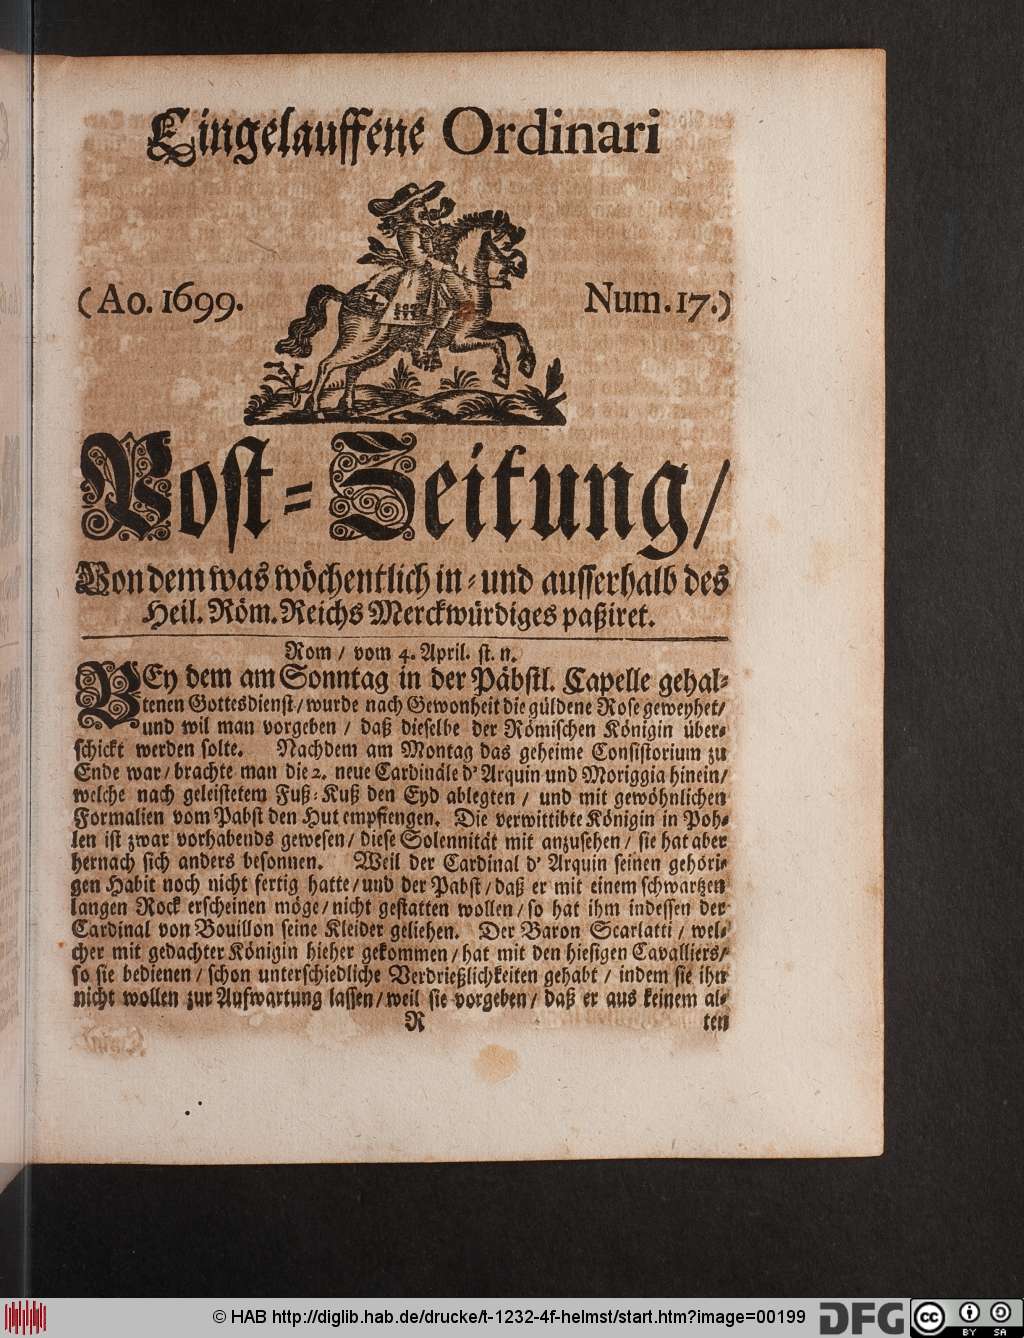 Eingelauffene Ordinari
(Ao. 1699. Num. 17.)
Post-Zeitung/
Von dem was wöchentlich in- und ausserhalb des
Heil. Röm. Reichs Merckwürdiges paßiret.
Rom / vom 4. April. st. n.
BEy dem am Sonntag in der Päbstl. Capelle gehal-
tenen Gottesdienst / wurde nach Gewonheit die güldene Rose geweyhet /
und wil man vorgeben / daß dieselbe der Römischen Königin über-
schickt werden solte. Nachdem am Montag das geheime Consistorium zu
Ende war / brachte man die 2. neue Cardinäle d' Arquin und Moriggia hinein /
welche nach geleistetem Fuß-Kuß den Eyd ablegten / und mit gewöhnlichen
Formalien vom Pabst den Hut empfiengen. Die verwittibte Königin in Poh-
len ist zwar vorhabends gewesen / diese Solennität mit anzusehen / sie hat aber
hernach sich anders besonnen. Weil der Cardinal d' Arquin seinen gehöri-
gen Habit noch nicht fertig hatte / und der Pabst / daß er mit einem schwartzen
langen Rock erscheinen möge / nicht gestatten wollen / so hat ihm indessen der
Cardinal von Bouillon seine Kleider geliehen. Der Baron Scarlatti / wel-
cher mit gedachter Königin hieher gekommen / hat mit den hiesigen Cavalliers /
so sie bedienen / schon unterschiedliche Verdrießlichkeiten gehabt / indem sie ihn
nicht wollen zur Aufwartung lassen / weil sie vorgeben / daß er aus keinem al-
R ten
© HAB http://diglib.hab.de/drucke/t-1232-4f-helmst/start.htm?image=00199
DFG
cc BY SA